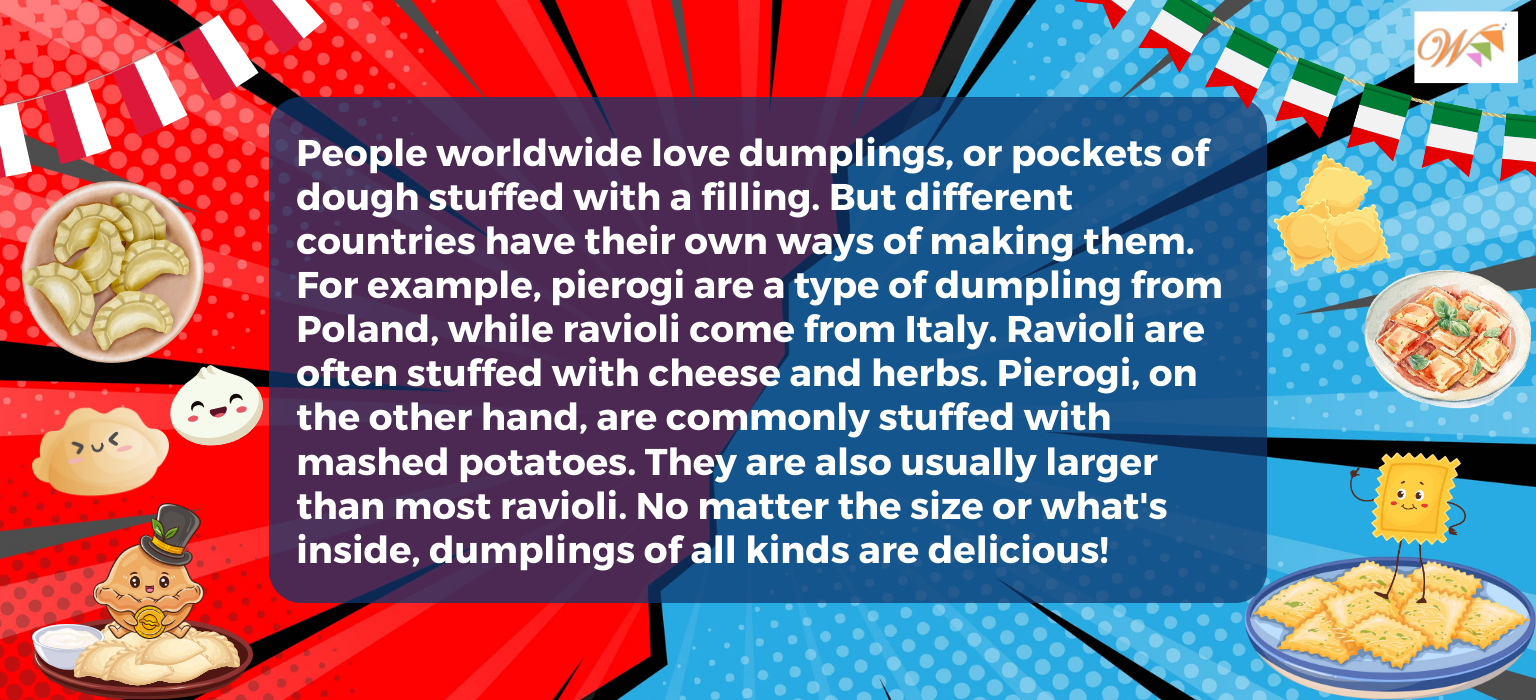 W
People worldwide love dumplings, or pockets of
dough stuffed with a filling. But different
countries have their own ways of making them.
For example, pierogi are a type of dumpling from
Poland, while ravioli come from Italy. Ravioli are
often stuffed with cheese and herbs. Pierogi, on
the other hand, are commonly stuffed with
mashed potatoes. They are also usually larger
than most ravioli. No matter the size or what's
inside, dumplings of all kinds are delicious!